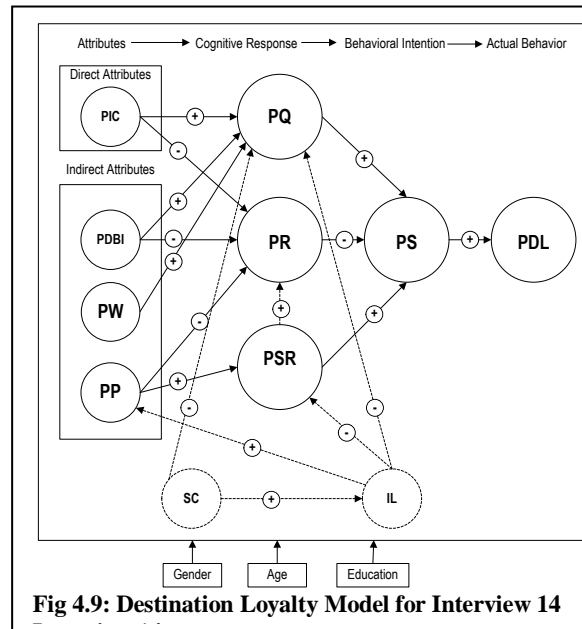 Attributes Cognitive Response Behavioral Intention Actual Behavior
Direct Attributes
PIC
+
PQ
-
+
Indirect Attributes
+
PDBI
-
PR
-
PS
+
PDL
+
PW
-
+
+
PP
+
PSR
-
-
-
+
SC
+
IL
Gender
Age
Education
Fig 4.9: Destination Loyalty Model for Interview 14